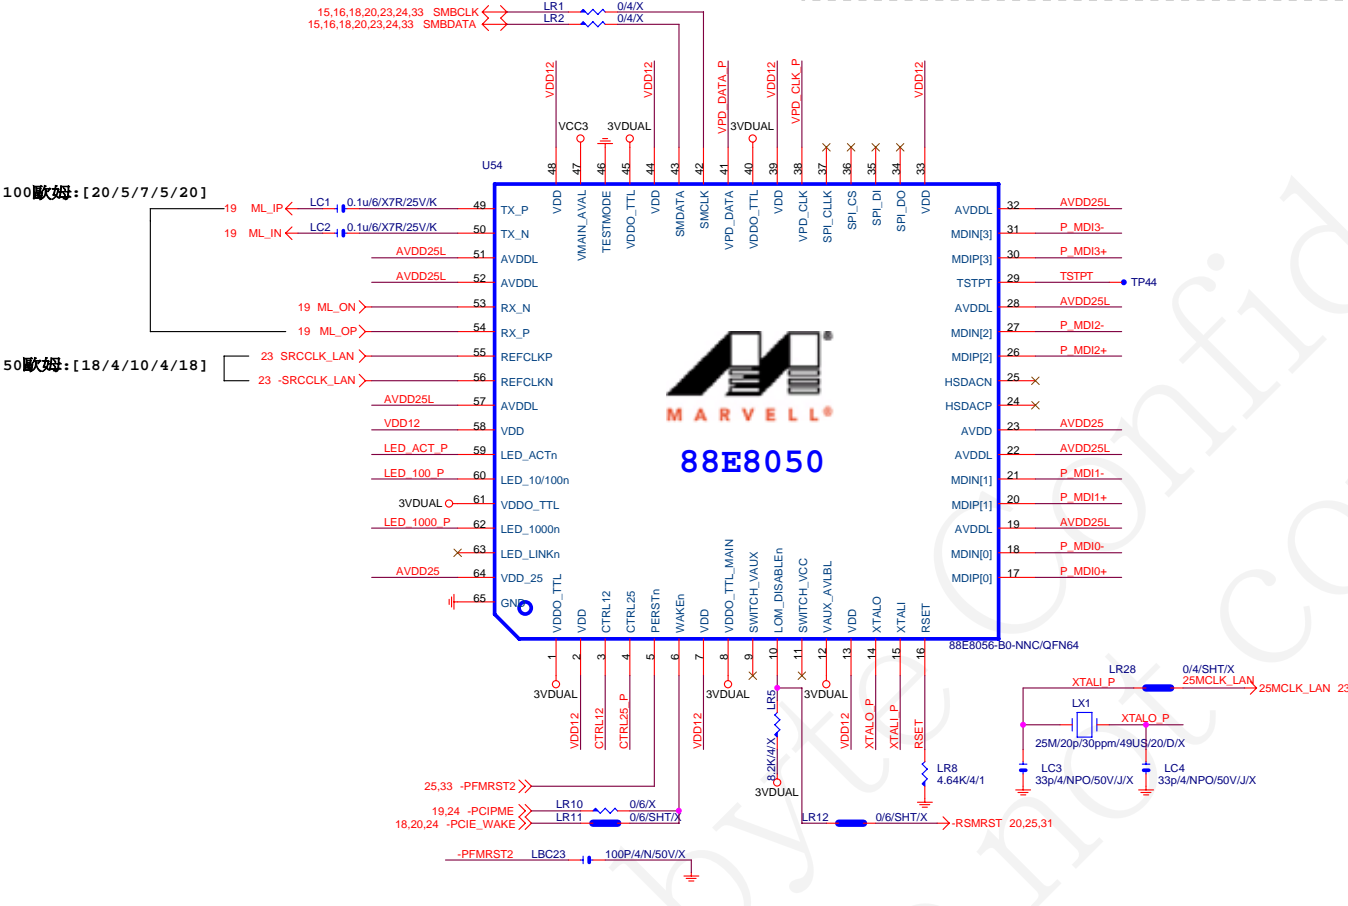 15,16,18,20,23,24,33 SMBCLK LR1 0/4/X
15,16,18,20,23,24,33 SMBDATA LR2 0/4/X
VDD12 VDD12 VPD_DATA_P VDD12 VPD_CLK_P VDD12
VCC3 3VDUAL 3VDUAL
U54
48 47 46 45 44 43 42 41 40 39 38 37 36 35 34 33
VDD VMAIN_AVAL TESTMODE VDDO_TTL VDD SMDATA SMCLK VPD_DATA VDDO_TTL VDD VPD_CLK SPI_CLLK SPI_CS SPI_DI SPI_DO VDD
100歐姆:[20/5/7/5/20]
19 ML_IP LC1 0.1u/6/X7R/25V/K 49 TX_P
19 ML_IN LC2 0.1u/6/X7R/25V/K 50 TX_N
AVDD25L 51 AVDDL
AVDD25L 52 AVDDL
19 ML_ON 53 RX_N
19 ML_OP 54 RX_P
50歐姆:[18/4/10/4/18]
23 SRCCLK_LAN 55 REFCLKP
23 -SRCCLK_LAN 56 REFCLKN
AVDD25L 57 AVDDL
VDD12 58 VDD
LED_ACT_P 59 LED_ACTn
LED_100_P 60 LED_10/100n
3VDUAL 61 VDDO_TTL
LED_1000_P 62 LED_1000n
63 LED_LINKn
AVDD25 64 VDD_25
65 GND
MARVELL®
88E8050
AVDDL 32 AVDD25L
MDIN[3] 31 P_MDI3-
MDIP[3] 30 P_MDI3+
TSTPT 29 TSTPT TP44
AVDDL 28 AVDD25L
MDIN[2] 27 P_MDI2-
MDIP[2] 26 P_MDI2+
HSDACN 25
HSDACP 24
AVDD 23 AVDD25
AVDDL 22 AVDD25L
MDIN[1] 21 P_MDI1-
MDIP[1] 20 P_MDI1+
AVDDL 19 AVDD25L
MDIN[0] 18 P_MDI0-
MDIP[0] 17 P_MDI0+
VDDO_TTL VDD CTRL12 CTRL25 PERSTn WAKEn VDD VDDO_TTL_MAIN SWITCH_VAUX LOM_DISABLEn SWITCH_VCC VAUX_AVLBL VDD XTALO XTALI RSET
1 2 3 4 5 6 7 8 9 10 11 12 13 14 15 16
88E8056-B0-NNC/QFN64
3VDUAL 3VDUAL 3VDUAL
VDD12 CTRL12 CTRL25_P VDD12 VDD12 XTALO_P XTALI_P RSET
LR5 8.2K/4/X
3VDUAL
LR8
4.64K/4/1
LR28 0/4/SHT/X
XTALI_P 25MCLK_LAN 25MCLK_LAN 23
LX1
XTALO_P
25M/20p/30ppm/49US/20/D/X
LC3
33p/4/NPO/50V/J/X
LC4
33p/4/NPO/50V/J/X
25,33 -PFMRST2
19,24 -PCIPME LR10 0/6/X
18,20,24 -PCIE_WAKE LR11 0/6/SHT/X
LR12 0/6/SHT/X -RSMRST 20,25,31
-PFMRST2 LBC23 100P/4/N/50V/X